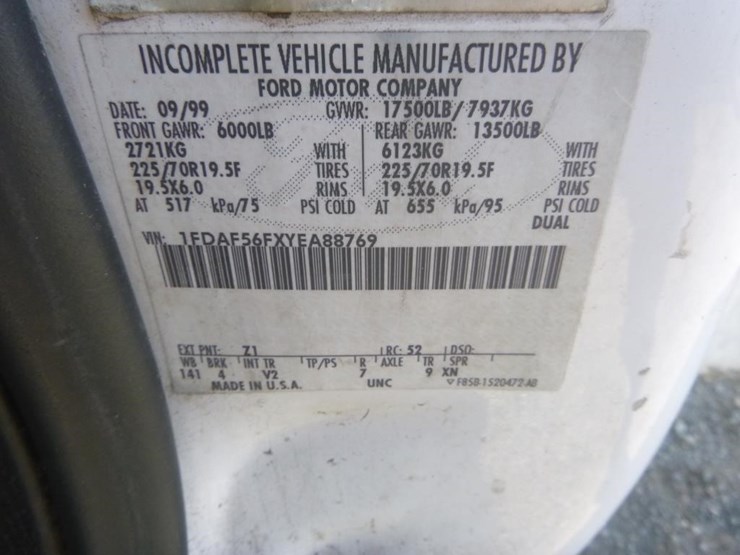 INCOMPLETE VEHICLE MANUFACTURED BY
FORD MOTOR COMPANY
DATE: 09/99 GVWR: 17500LB/ 7937KG
FRONT GAWR: 6000LB REAR GAWR: 13500LB
2721KG WITH 6123KG WITH
225/70R19.5F TIRES 225/70R19.5F TIRES
19.5X6.0 RIMS 19.5X6.0 RIMS
AT 517 kPa/75 PSI COLD AT 655 kPa/95 PSI COLD
DUAL
VIN: 1FDAF56FXYEA88769
EXT PNT: Z1 RC: 52 DSO:
WB BRK INT TR TP/PS R AXLE TR SPR
141 4 V2 7 9 XN
MADE IN U.S.A. UNC F85B-1520472-AB